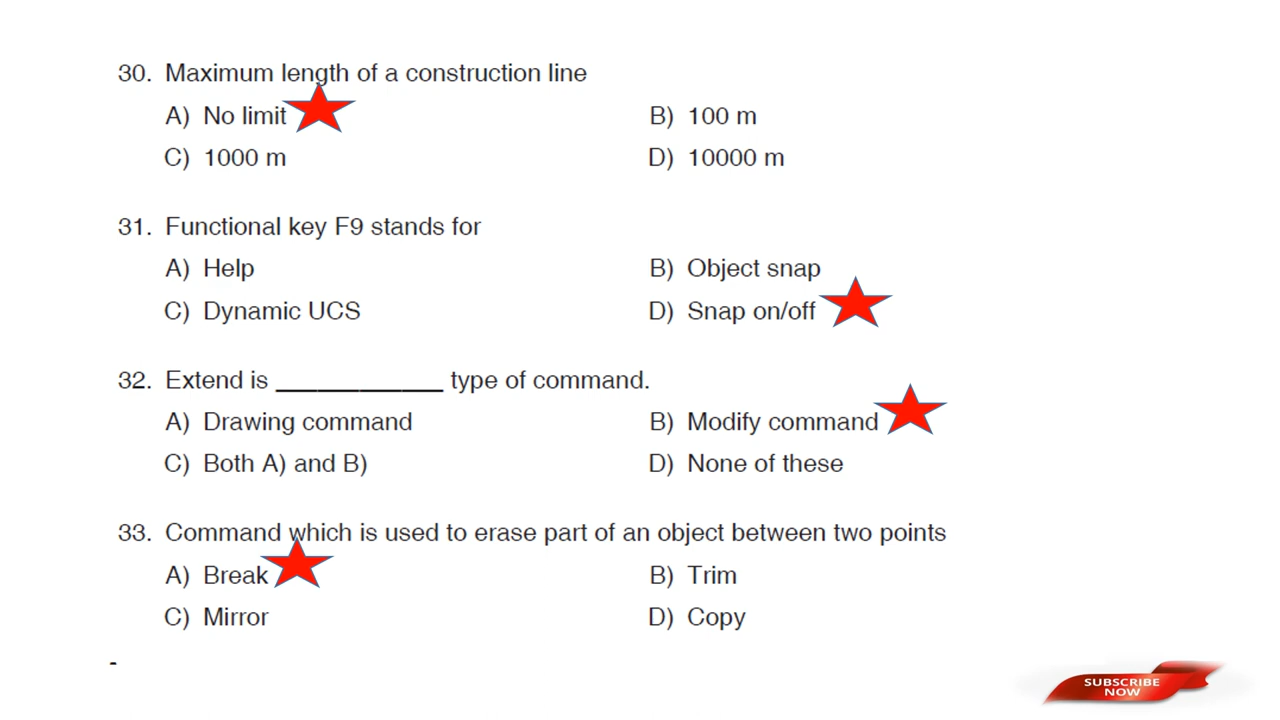 30. Maximum length of a construction line
A) No limit B) 100 m
C) 1000 m D) 10000 m
31. Functional key F9 stands for
A) Help B) Object snap
C) Dynamic UCS D) Snap on/off
32. Extend is ____________ type of command.
A) Drawing command B) Modify command
C) Both A) and B) D) None of these
33. Command which is used to erase part of an object between two points
A) Break B) Trim
C) Mirror D) Copy
-
SUBSCRIBE
NOW